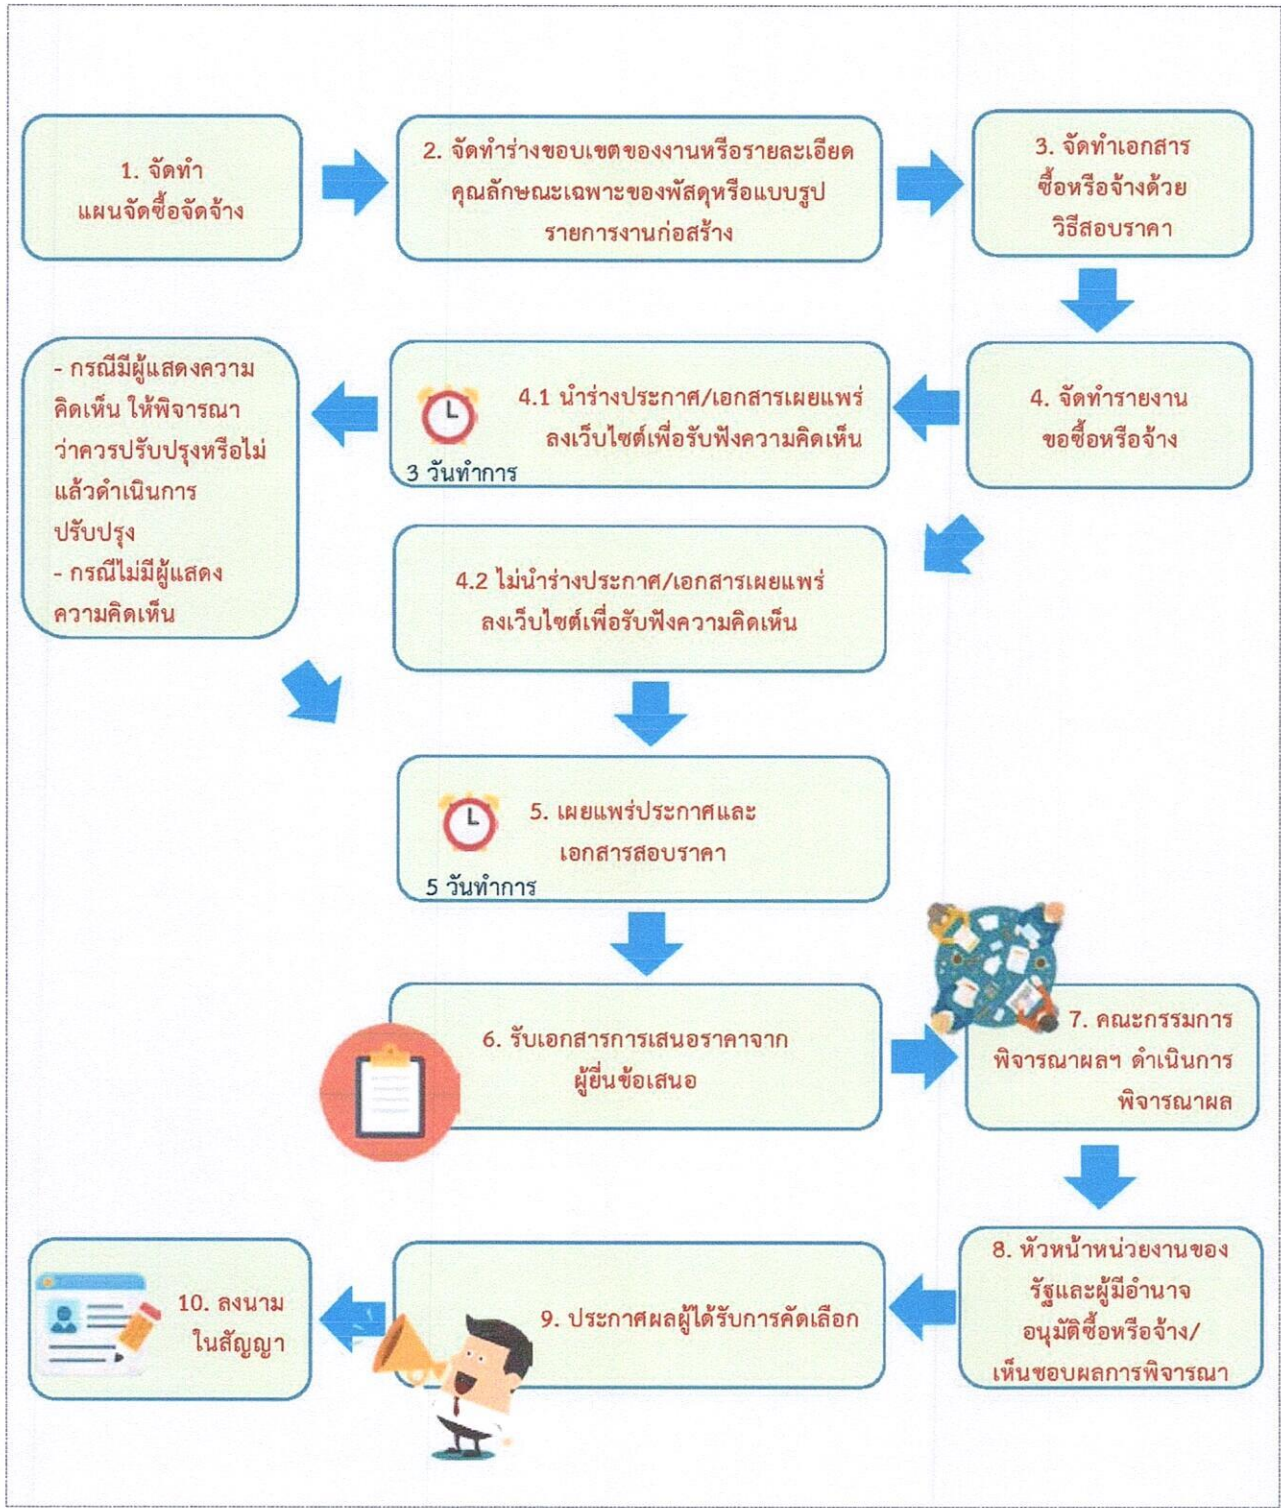 1. จัดทำ
แผนจัดซื้อจัดจ้าง
2. จัดทำร่างขอบเขตของงานหรือรายละเอียด
คุณลักษณะเฉพาะของพัสดุหรือแบบรูป
รายการงานก่อสร้าง
3. จัดทำเอกสาร
ซื้อหรือจ้างด้วย
วิธีสอบราคา
4. จัดทำรายงาน
ขอซื้อหรือจ้าง
4.1 นำร่างประกาศ/เอกสารเผยแพร่
ลงเว็บไซต์เพื่อรับฟังความคิดเห็น
3 วันทำการ
- กรณีมีผู้แสดงความ
คิดเห็น ให้พิจารณา
ว่าควรปรับปรุงหรือไม่
แล้วดำเนินการ
ปรับปรุง
- กรณีไม่มีผู้แสดง
ความคิดเห็น
4.2 ไม่นำร่างประกาศ/เอกสารเผยแพร่
ลงเว็บไซต์เพื่อรับฟังความคิดเห็น
5. เผยแพร่ประกาศและ
เอกสารสอบราคา
5 วันทำการ
6. รับเอกสารการเสนอราคาจาก
ผู้ยื่นข้อเสนอ
7. คณะกรรมการ
พิจารณาผลฯ ดำเนินการ
พิจารณาผล
8. หัวหน้าหน่วยงานของ
รัฐและผู้มีอำนาจ
อนุมัติซื้อหรือจ้าง/
เห็นชอบผลการพิจารณา
9. ประกาศผลผู้ได้รับการคัดเลือก
10. ลงนาม
ในสัญญา